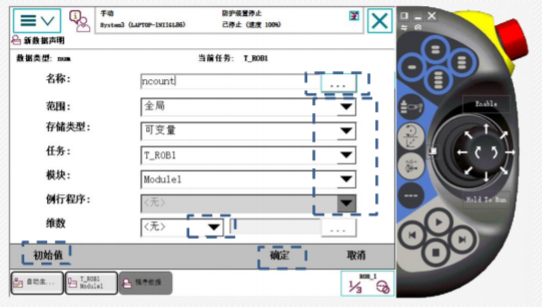 手动
System3 (LAPTOP-INI1GL86)
防护装置停止
已停止 (速度 100%)
新数据声明
数据类型: num
当前任务: T_ROB1
名称:
ncount
...
范围:
全局
存储类型:
可变量
任务:
T_ROB1
模块:
Module1
例行程序:
<无>
维数
<无>
...
初始值
确定
取消
T_ROB1
Module1
程序数据
ROB_1
1/3
Enable
Hold To Run